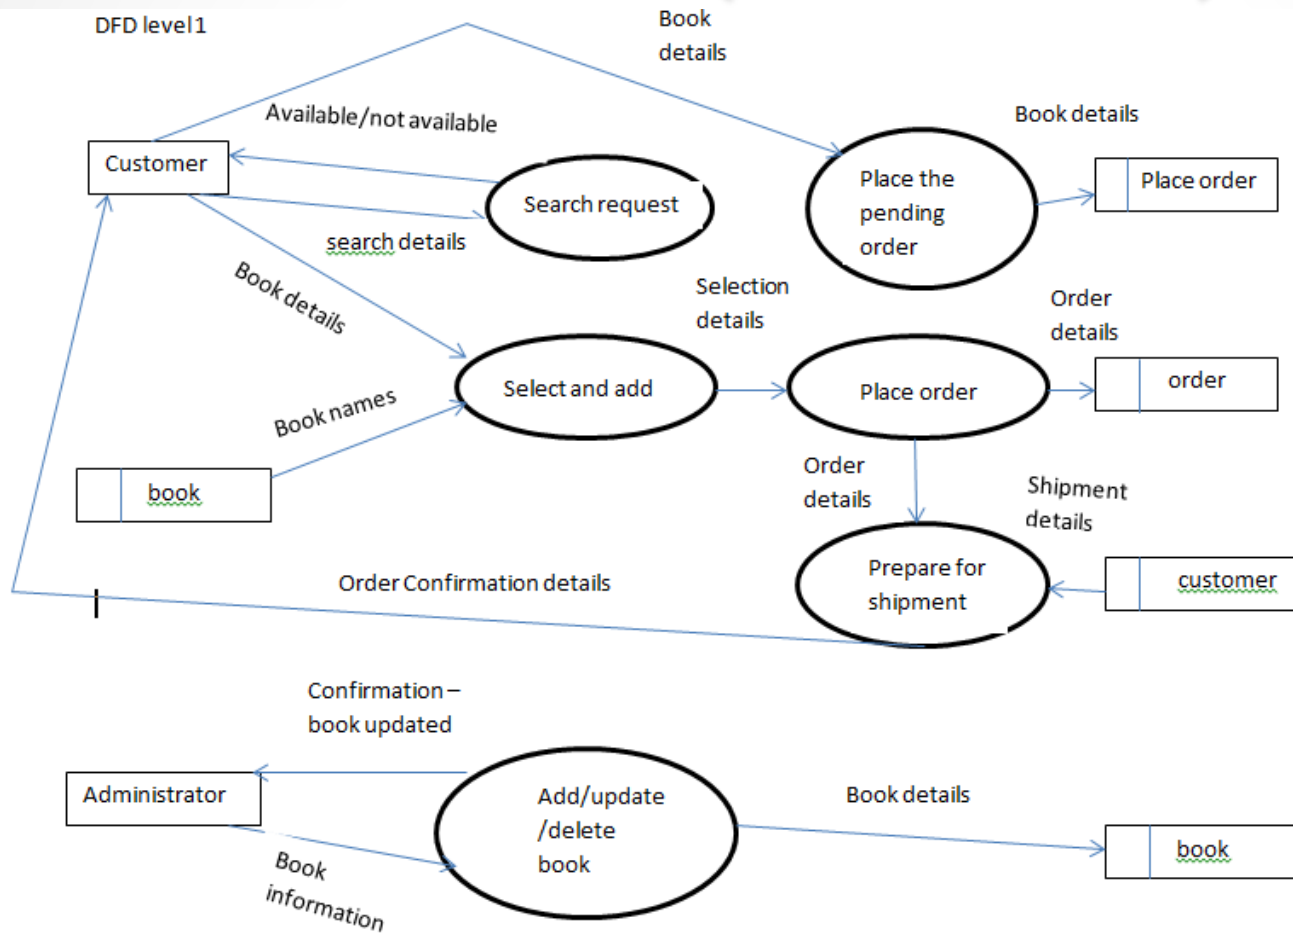 DFD level1
Book
details
Available/not available
Book details
Customer
Place the
pending
order
Place order
Search request
search details
Book details
Selection
details
Order
details
Select and add
Place order
order
Book names
Order
details
book
Shipment
details
Prepare for
shipment
customer
Order Confirmation details
Confirmation –
book updated
Administrator
Add/update
/delete
book
Book details
book
Book
information